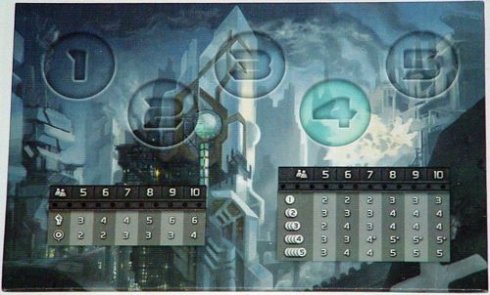 1 3 5
2 4
5 6 7 8 9 10
3 4 4 5 6 6
2 2 3 3 3 4
5 6 7 8 9 10
1 2 2 2 3 3 3
2 3 3 3 4 4 4
3 2 4 3 4 4 4
4 3 3 4* 5* 5* 5*
5 3 4 4 5 5 5